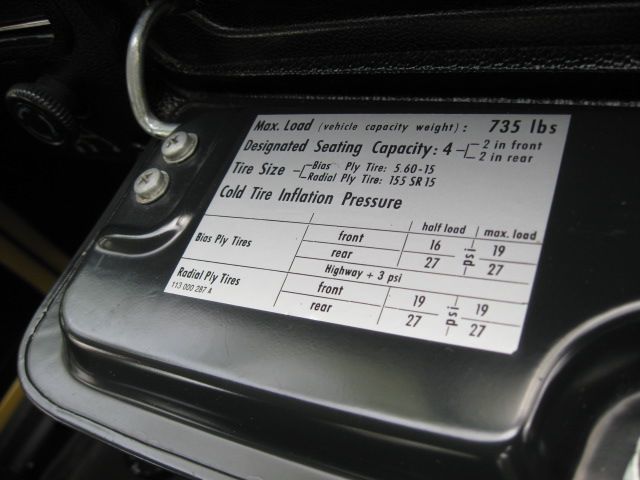 Max. Load (vehicle capacity weight) : 735 lbs
Designated Seating Capacity: 4 2 in front
2 in rear
Tire Size Bias Ply Tire: 5.60-15
Radial Ply Tire: 155 SR 15
Cold Tire Inflation Pressure
half load max. load
Bias Ply Tires front 16 psi 19
rear 27 27
Highway + 3 psi
Radial Ply Tires front 19 psi 19
113 000 287 A rear 27 27